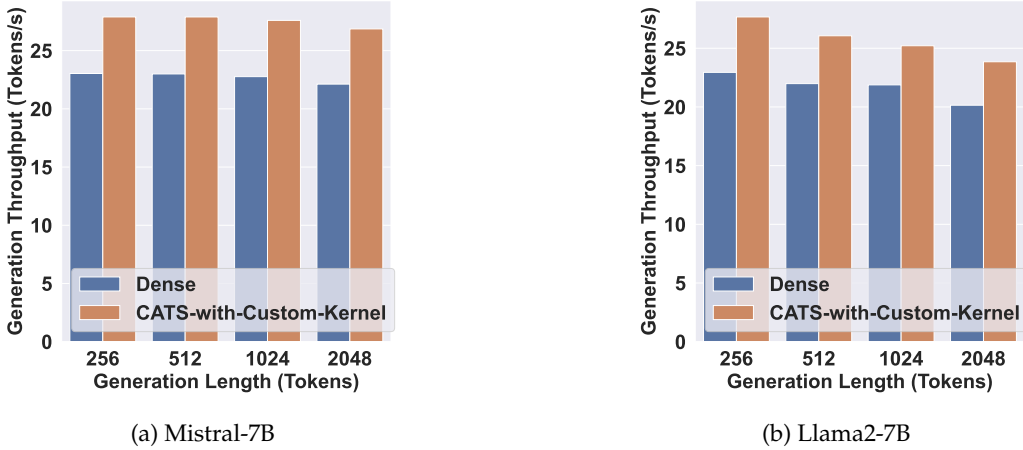 Generation Throughput (Tokens/s)
25
20
15
10
5
0
Dense
CATS-with-Custom-Kernel
256 512 1024 2048
Generation Length (Tokens)
(a) Mistral-7B
Generation Throughput (Tokens/s)
25
20
15
10
5
0
Dense
CATS-with-Custom-Kernel
256 512 1024 2048
Generation Length (Tokens)
(b) Llama2-7B